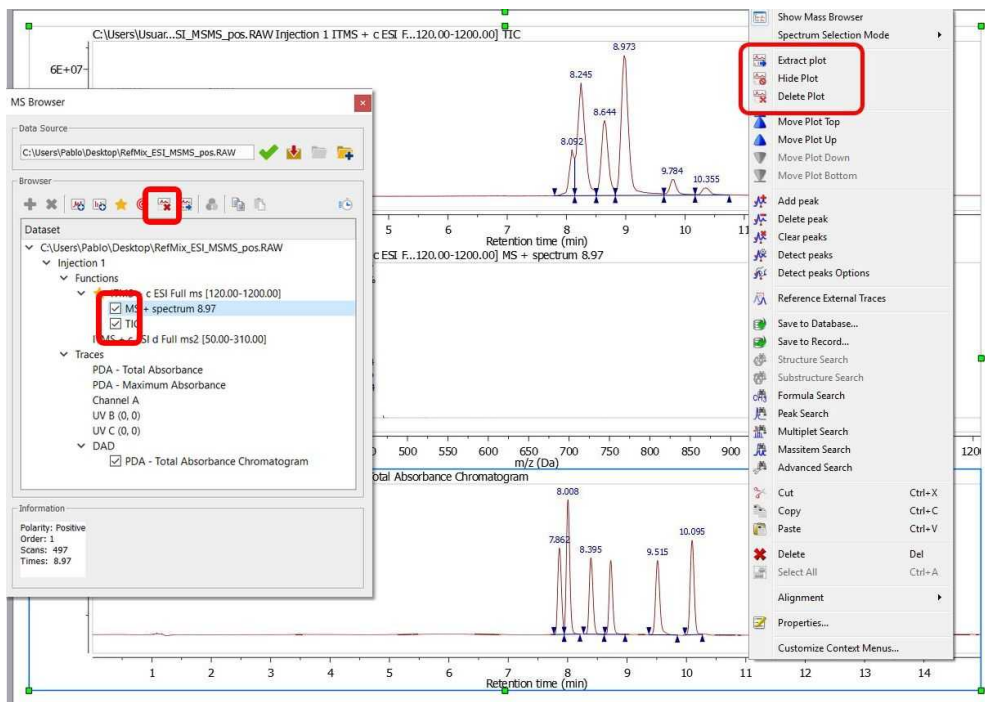 C:\Users\Usuar...SI_MSMS_pos.RAW Injection 1 ITMS + c ESI F...120.00-1200.00] TIC
6E+07
8.092
8.245
8.644
8.973
9.784
10.355
5 6 7 8 9 10 11
Retention time (min)
c ESI F...120.00-1200.00] MS + spectrum 8.97
500 550 600 650 700 750 800 850 900
120
m/z (Da)
otal Absorbance Chromatogram
7.862
8.008
8.395
9.515
10.095
1 2 3 4 5 6 7 8 9 10 11 12 13 14
Retention time (min)
MS Browser
Data Source
C:\Users\Pablo\Desktop\RefMix_ESI_MSMS_pos.RAW
Browser
Dataset
C:\Users\Pablo\Desktop\RefMix_ESI_MSMS_pos.RAW
Injection 1
Functions
ITMS + c ESI Full ms [120.00-1200.00]
MS + spectrum 8.97
TIC
ITMS + c ESI d Full ms2 [50.00-310.00]
Traces
PDA - Total Absorbance
PDA - Maximum Absorbance
Channel A
UV B (0, 0)
UV C (0, 0)
DAD
PDA - Total Absorbance Chromatogram
Information
Polarity: Positive
Order: 1
Scans: 497
Times: 8.97
Show Mass Browser
Spectrum Selection Mode
Extract plot
Hide Plot
Delete Plot
Move Plot Top
Move Plot Up
Move Plot Down
Move Plot Bottom
Add peak
Delete peak
Clear peaks
Detect peaks
Detect peaks Options
Reference External Traces
Save to Database...
Save to Record...
Structure Search
Substructure Search
Formula Search
Peak Search
Multiplet Search
Massitem Search
Advanced Search
Cut Ctrl+X
Copy Ctrl+C
Paste Ctrl+V
Delete Del
Select All Ctrl+A
Alignment
Properties...
Customize Context Menus...